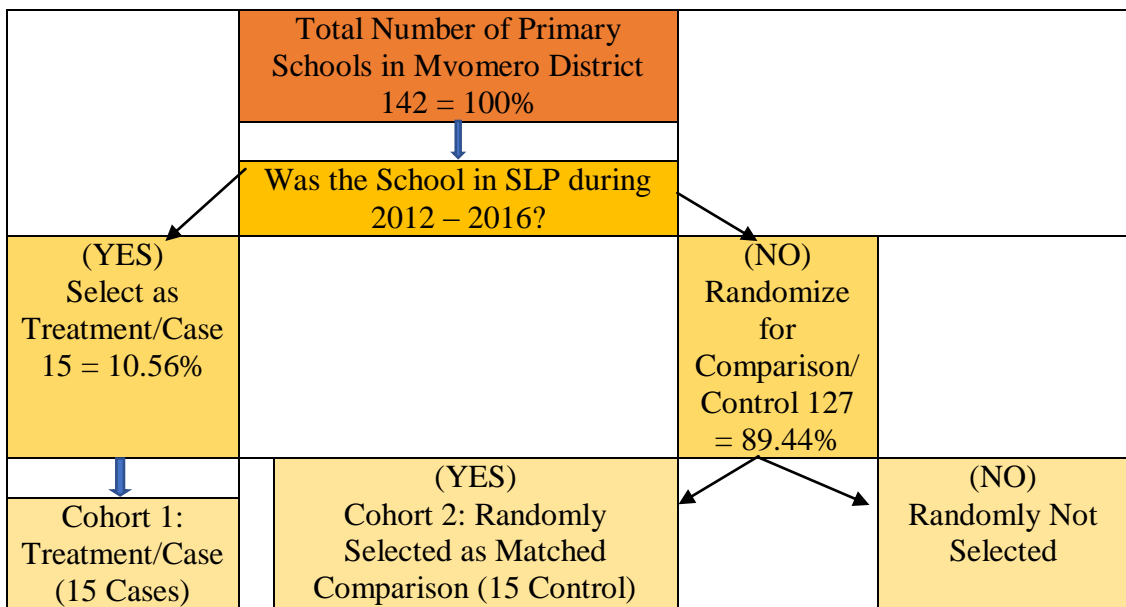 Total Number of Primary
Schools in Mvomero District
142 = 100%
Was the School in SLP during
2012 – 2016?
(YES)
Select as
Treatment/Case
15 = 10.56%
(NO)
Randomize
for
Comparison/
Control 127
= 89.44%
Cohort 1:
Treatment/Case
(15 Cases)
(YES)
Cohort 2: Randomly
Selected as Matched
Comparison (15 Control)
(NO)
Randomly Not
Selected